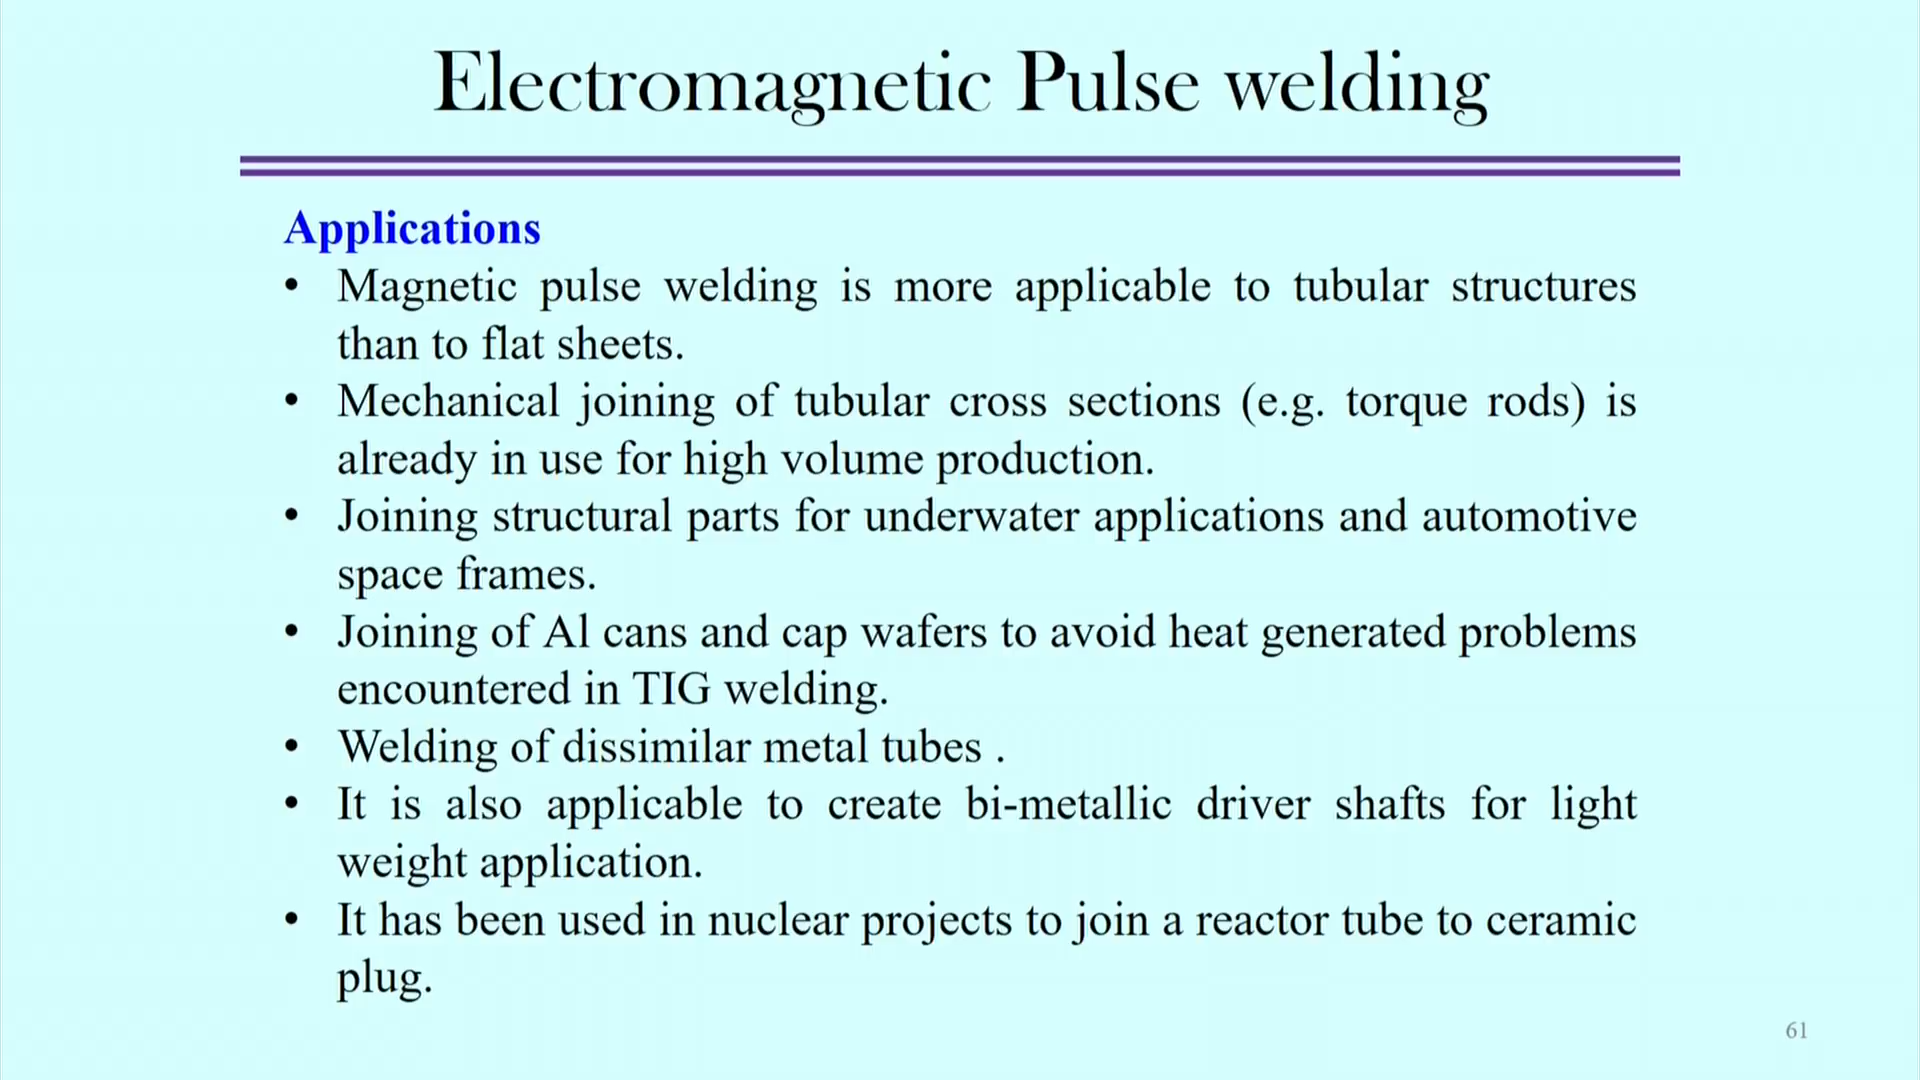 Electromagnetic Pulse welding
Applications
• Magnetic pulse welding is more applicable to tubular structures
than to flat sheets.
• Mechanical joining of tubular cross sections (e.g. torque rods) is
already in use for high volume production.
• Joining structural parts for underwater applications and automotive
space frames.
• Joining of Al cans and cap wafers to avoid heat generated problems
encountered in TIG welding.
• Welding of dissimilar metal tubes .
• It is also applicable to create bi-metallic driver shafts for light
weight application.
• It has been used in nuclear projects to join a reactor tube to ceramic
plug.
61